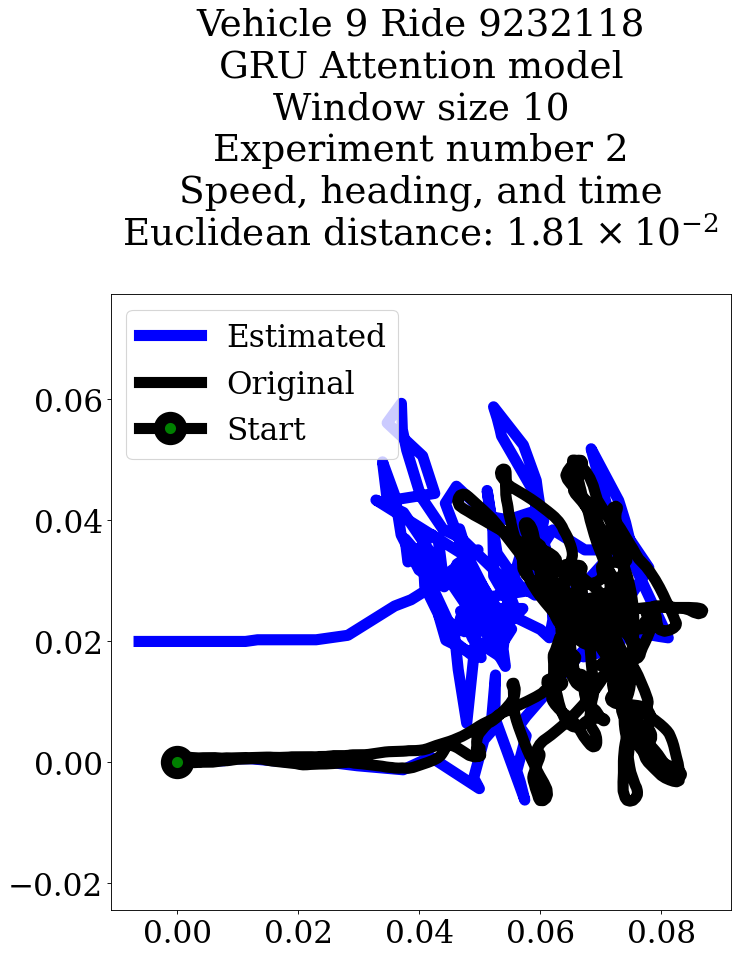 Vehicle 9 Ride 9232118
GRU Attention model
Window size 10
Experiment number 2
Speed, heading, and time
Euclidean distance: 1.81 × 10⁻²
Estimated
Original
Start
0.06
0.04
0.02
0.00
−0.02
0.00 0.02 0.04 0.06 0.08